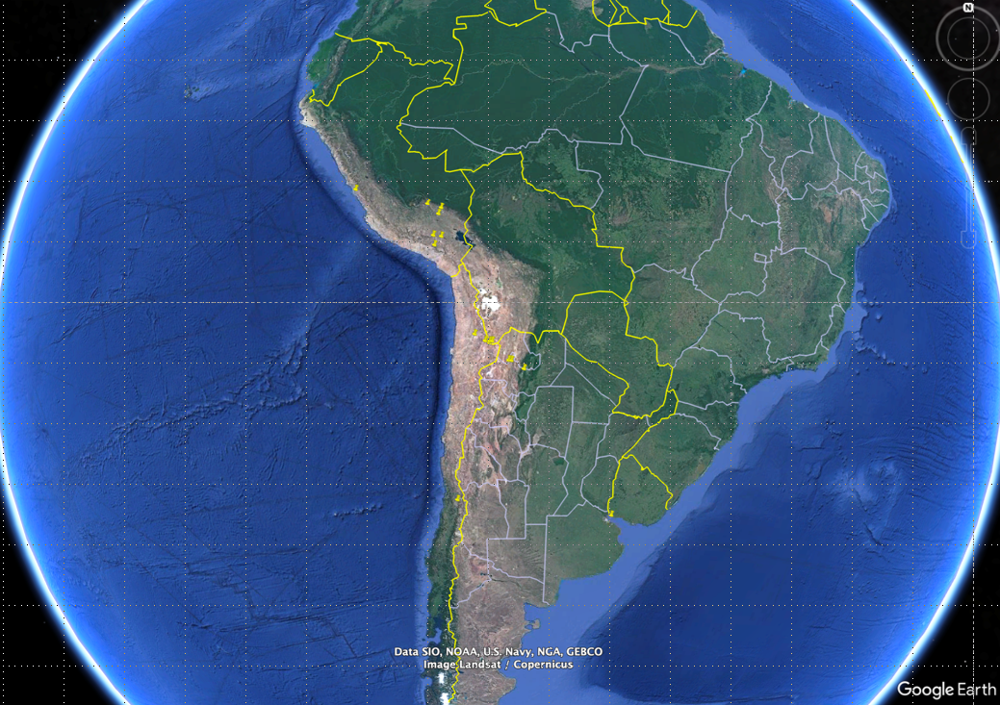 N
Data SIO, NOAA, U.S. Navy, NGA, GEBCO
Image Landsat / Copernicus
Google Earth